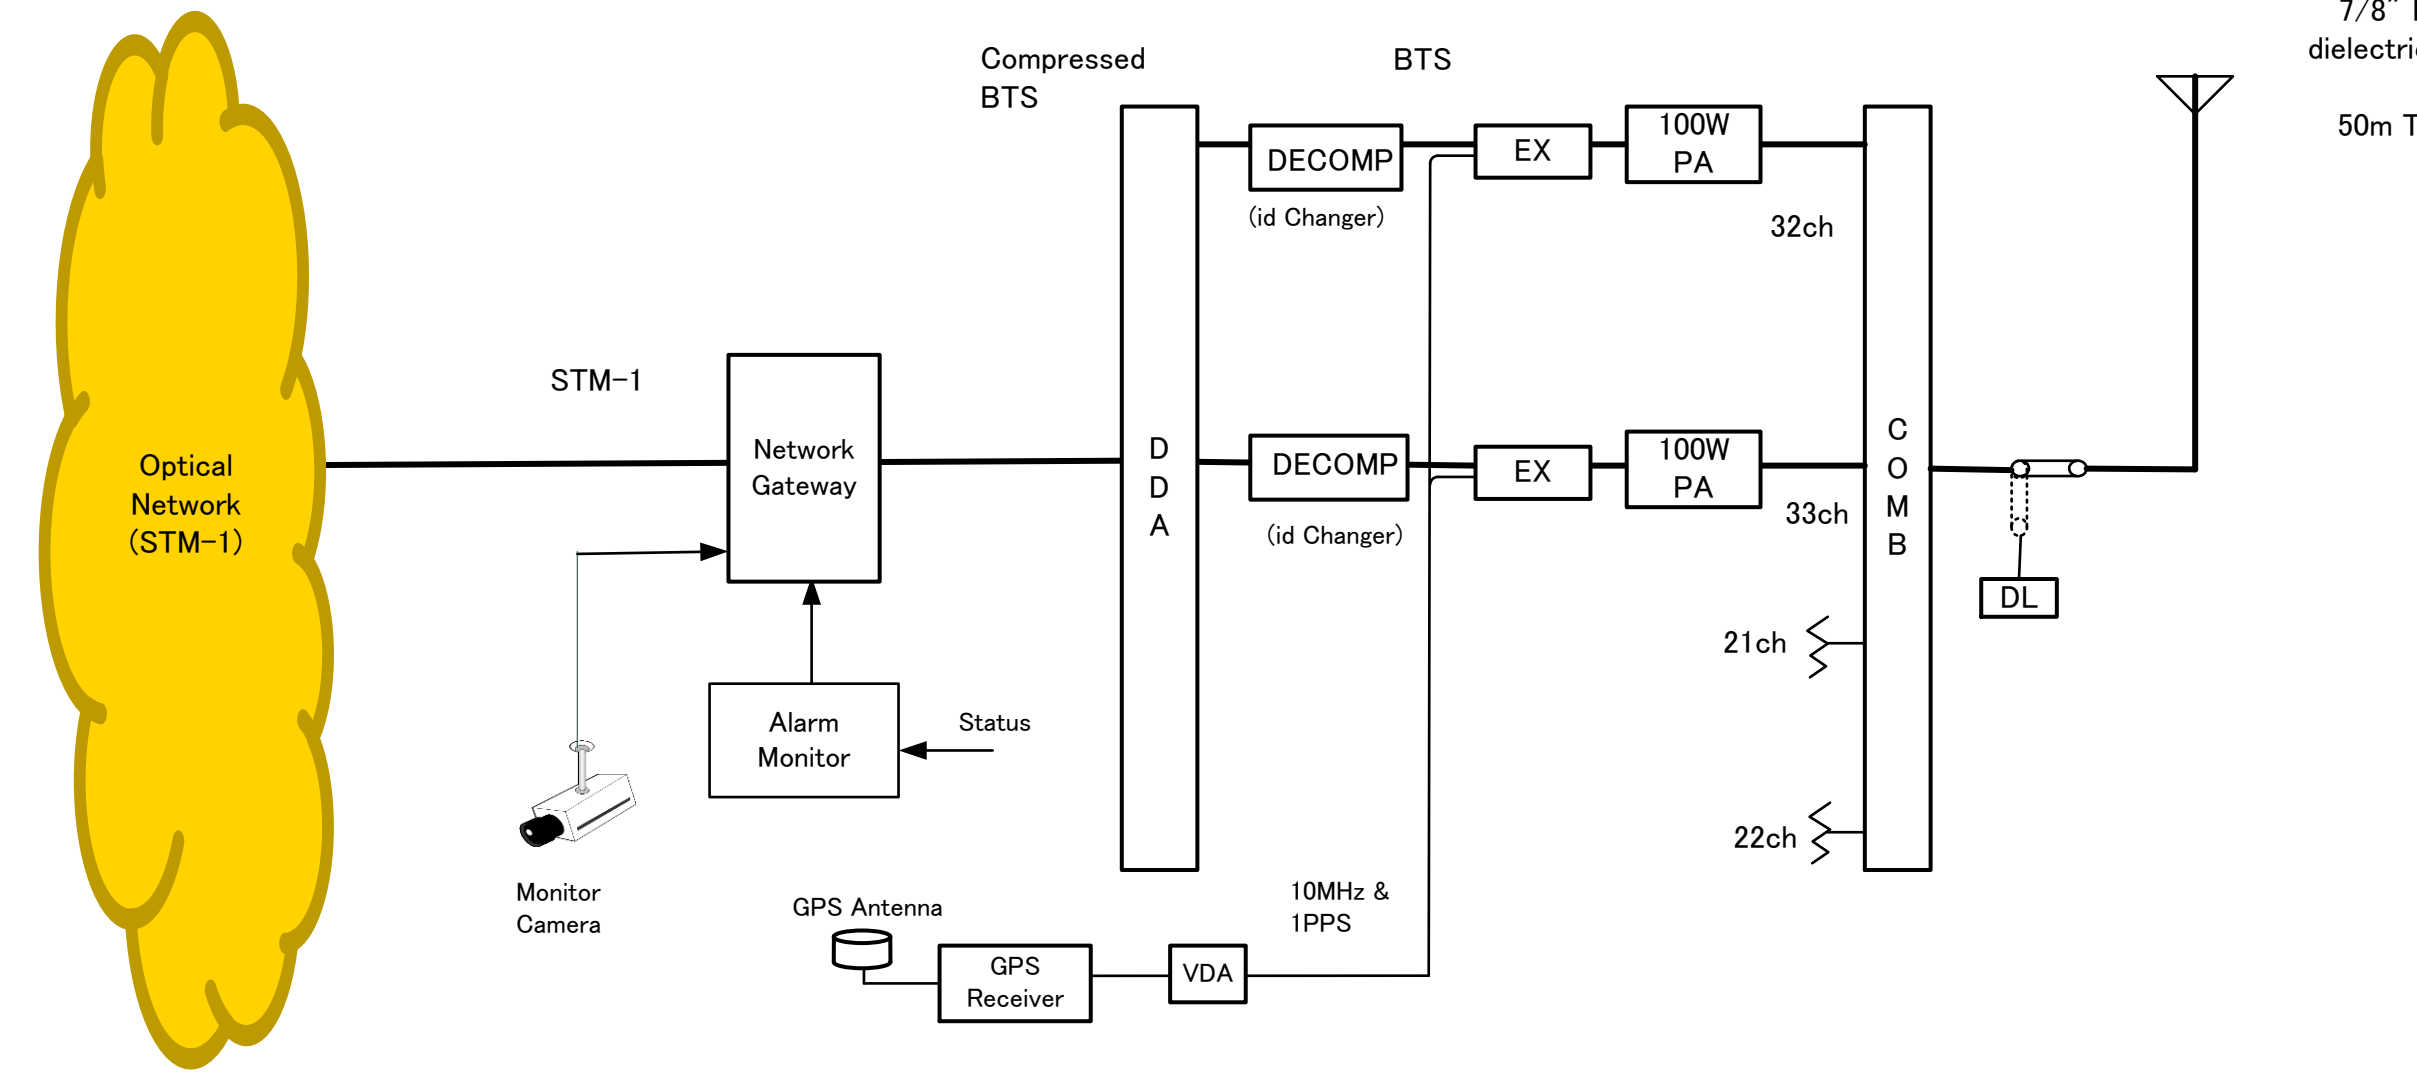 7/8"
dielectri
50m T
Compressed
BTS
BTS
DECOMP
(id Changer)
EX
100W
PA
32ch
STM-1
Optical
Network
(STM-1)
Network
Gateway
D
D
A
DECOMP
(id Changer)
EX
100W
PA
33ch
C
O
M
B
DL
21ch
22ch
Alarm
Monitor
Status
Monitor
Camera
GPS Antenna
GPS
Receiver
VDA
10MHz &
1PPS